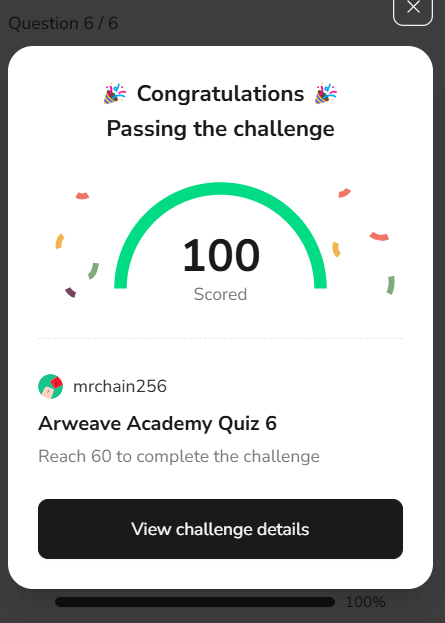 Question 6 / 6
🎉 Congratulations 🎉
Passing the challenge
100
Scored
mrchain256
Arweave Academy Quiz 6
Reach 60 to complete the challenge
View challenge details
100%